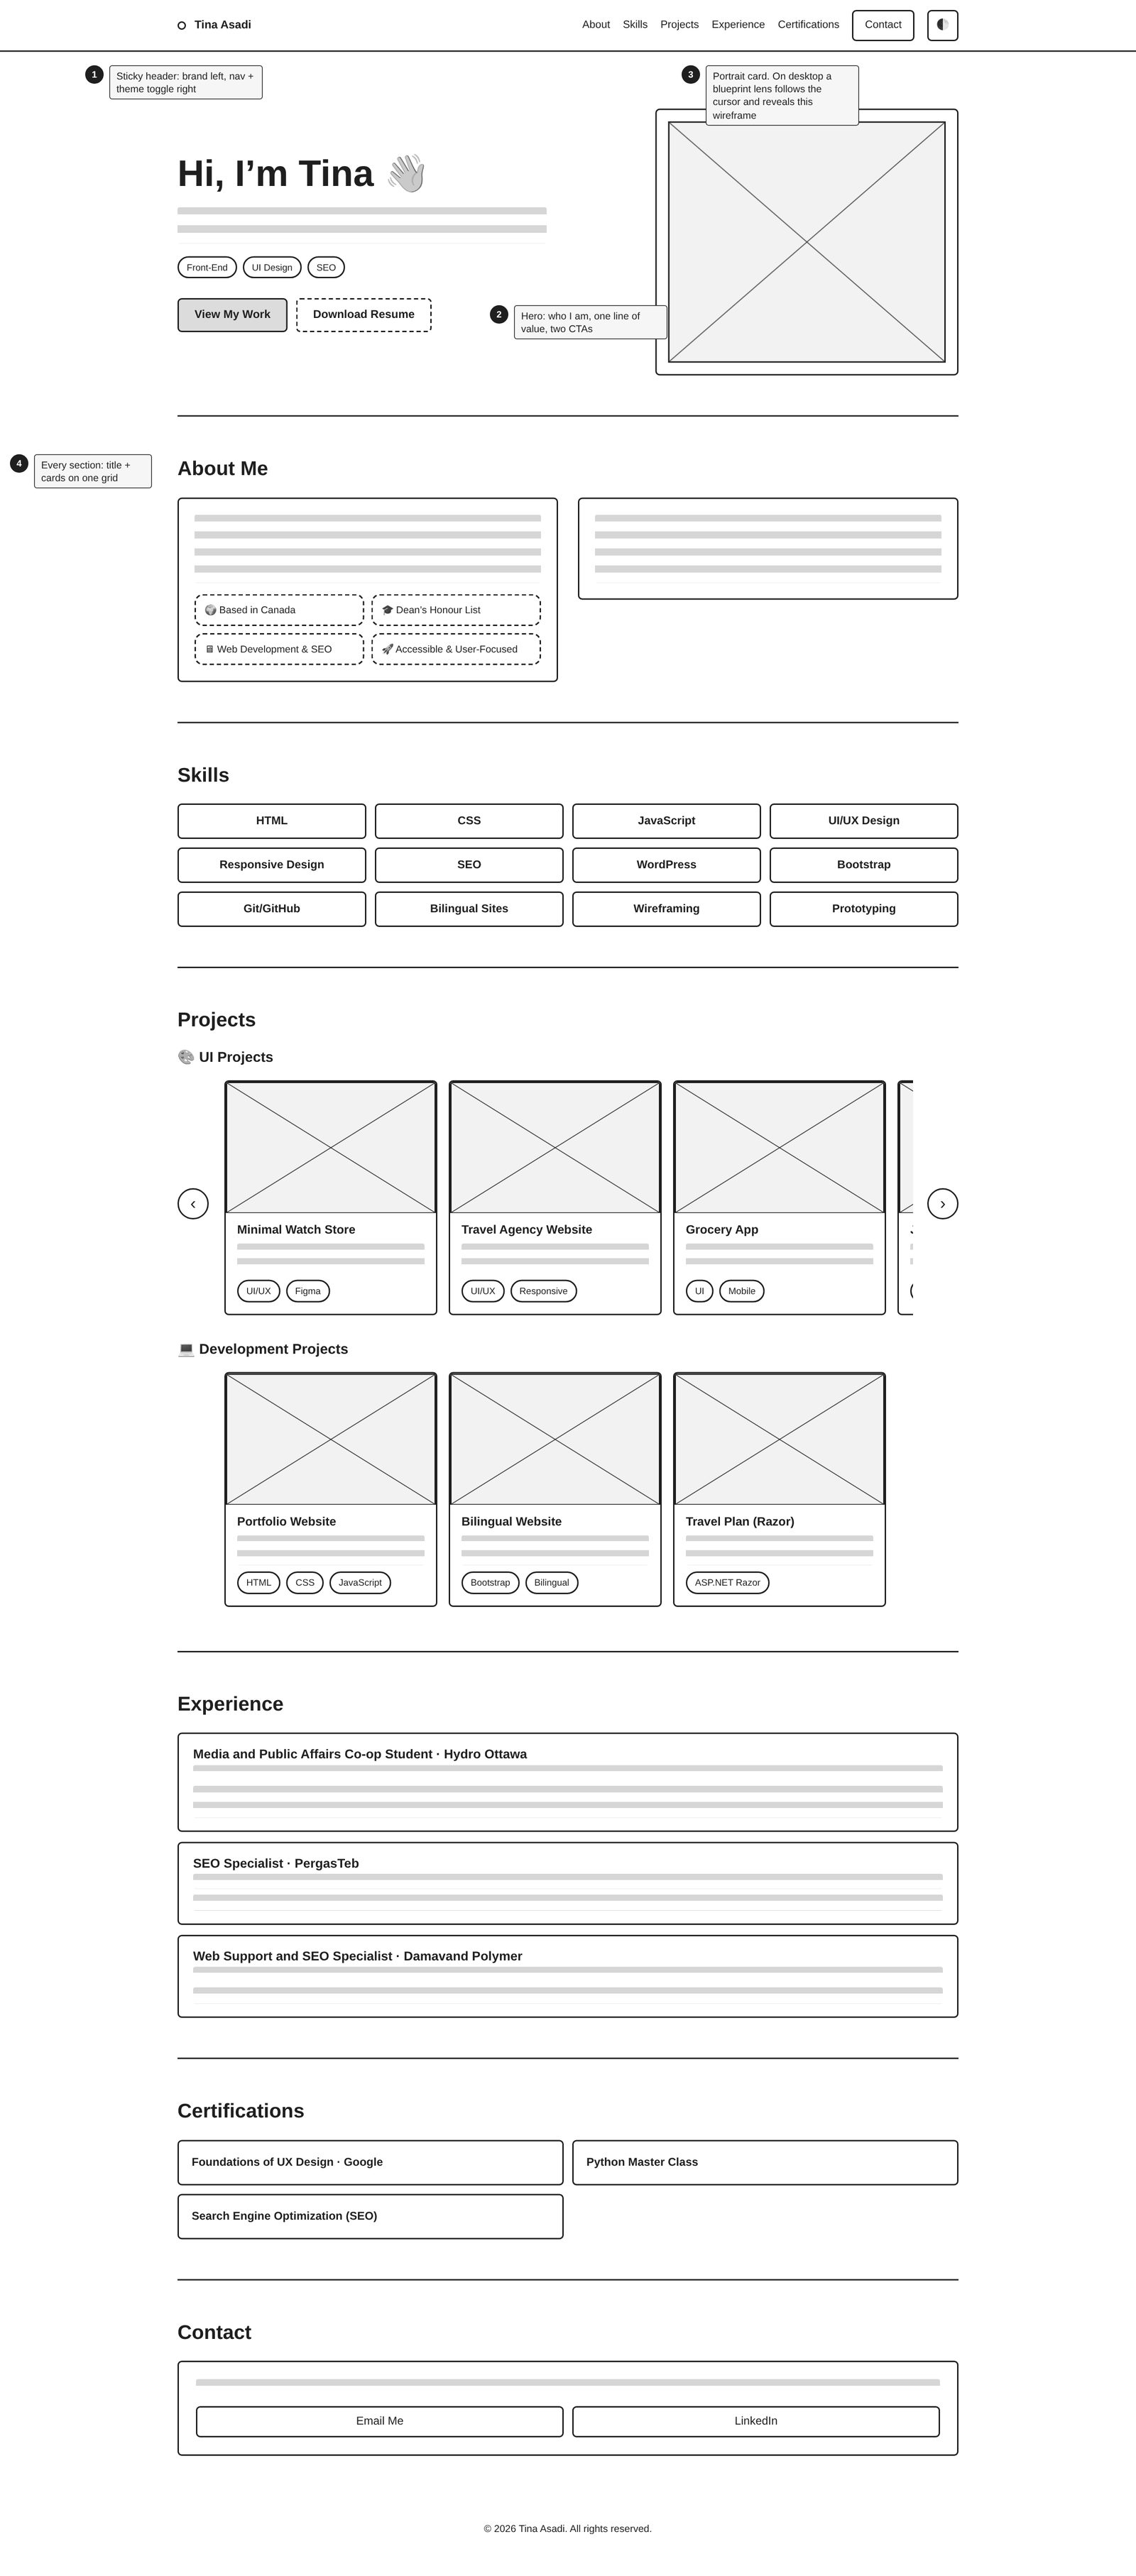 Tina Asadi
About Skills Projects Experience Certifications Contact
1 Sticky header: brand left, nav +
theme toggle right
3 Portrait card. On desktop a
blueprint lens follows the
cursor and reveals this
wireframe
Hi, I’m Tina 👋
Front-End UI Design SEO
View My Work Download Resume
2 Hero: who I am, one line of
value, two CTAs
4 Every section: title +
cards on one grid
About Me
Based in Canada
🎓 Dean’s Honour List
🖥 Web Development & SEO
🚀 Accessible & User-Focused
Skills
HTML CSS JavaScript UI/UX Design
Responsive Design SEO WordPress Bootstrap
Git/GitHub Bilingual Sites Wireframing Prototyping
Projects
🎨 UI Projects
‹
Minimal Watch Store
UI/UX Figma
Travel Agency Website
UI/UX Responsive
Grocery App
UI Mobile
›
💻 Development Projects
Portfolio Website
HTML CSS JavaScript
Bilingual Website
Bootstrap Bilingual
Travel Plan (Razor)
ASP.NET Razor
Experience
Media and Public Affairs Co-op Student · Hydro Ottawa
SEO Specialist · PergasTeb
Web Support and SEO Specialist · Damavand Polymer
Certifications
Foundations of UX Design · Google
Python Master Class
Search Engine Optimization (SEO)
Contact
Email Me LinkedIn
© 2026 Tina Asadi. All rights reserved.